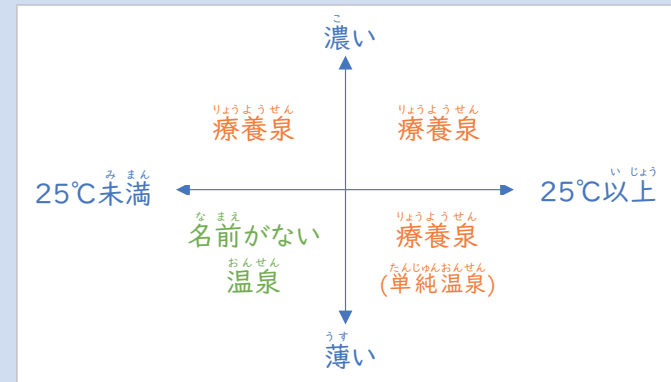 こ
濃い
りょうようせん りょうようせん
療養泉 療養泉
み まん い じょう
25℃未満 25℃以上
な まえ りょうようせん
名前がない 療養泉
おんせん たんじゅんおんせん
温泉 (単純温泉)
うす
薄い